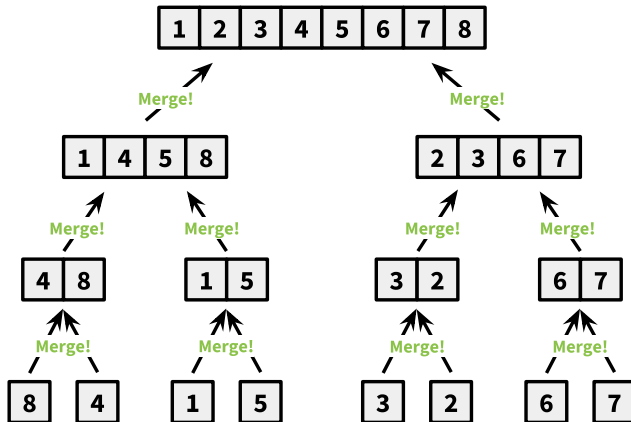 1 2 3 4 5 6 7 8
Merge! Merge!
1 4 5 8 2 3 6 7
Merge! Merge! Merge! Merge!
4 8 1 5 3 2 6 7
Merge! Merge! Merge! Merge!
8 4 1 5 3 2 6 7